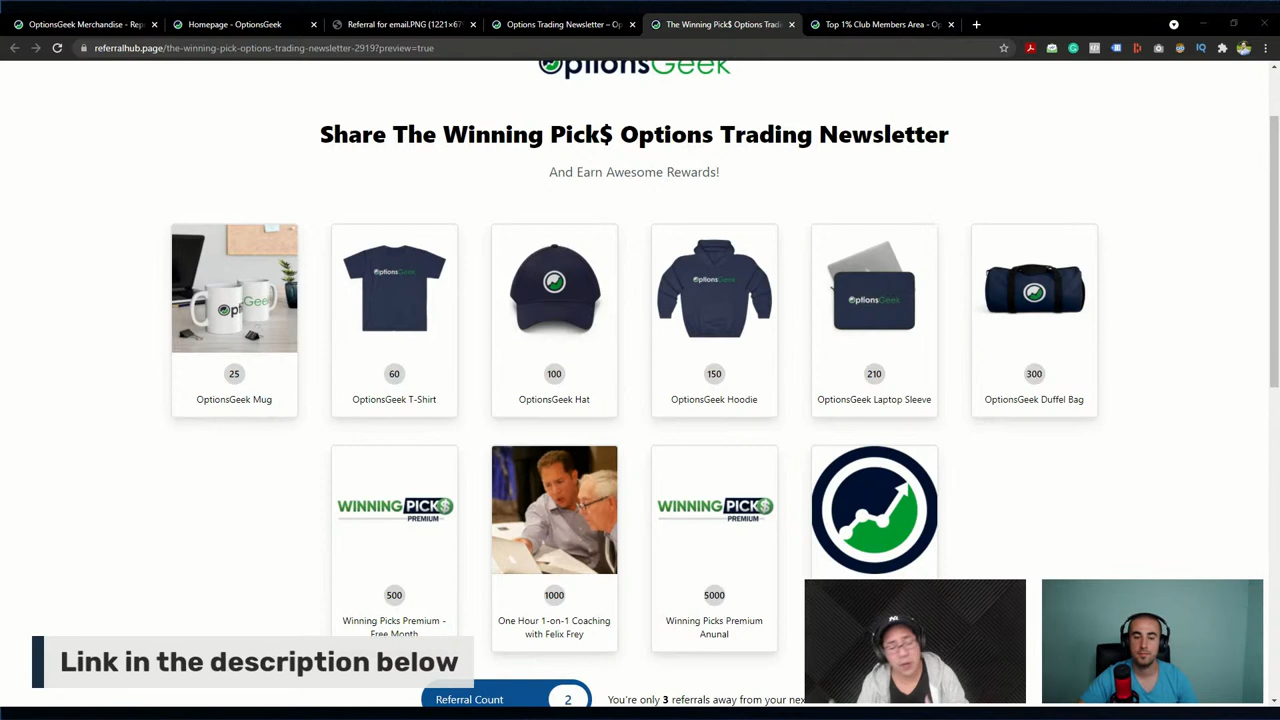 OptionsGeek Merchandise - Rep
Homepage - OptionsGeek
Referral for email.PNG (1221×67
Options Trading Newsletter – Op
The Winning Pick$ Options Tradi
Top 1% Club Members Area - Op
referralhub.page/the-winning-pick-options-trading-newsletter-2919?preview=true
OptionsGeek
Share The Winning Pick$ Options Trading Newsletter
And Earn Awesome Rewards!
OptionsGeek
OptionsGeek
OptionsGeek
25
60
100
150
210
300
OptionsGeek Mug
OptionsGeek T-Shirt
OptionsGeek Hat
OptionsGeek Hoodie
OptionsGeek Laptop Sleeve
OptionsGeek Duffel Bag
WINNING PICK$
PREMIUM
WINNING PICK$
PREMIUM
500
1000
5000
Winning Picks Premium -
Free Month
One Hour 1-on-1 Coaching
with Felix Frey
Winning Picks Premium
Anunal
Link in the description below
Referral Count
2
You're only 3 referrals away from your nex